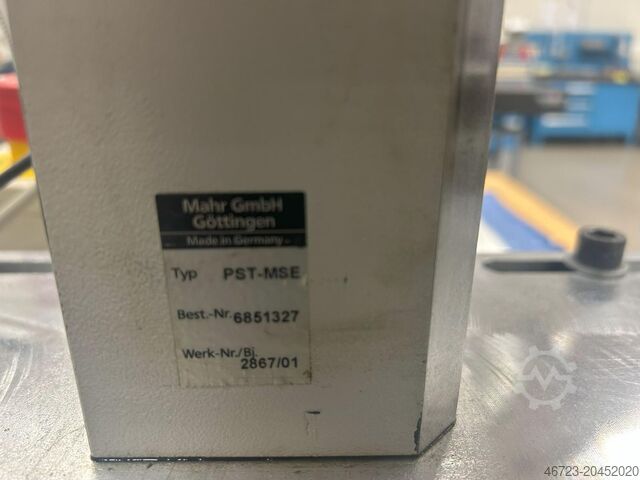 Mahr GmbH
Göttingen
Made in Germany
Typ PST-MSE
Best.-Nr. 6851327
Werk-Nr./Bj.
2867/01
46723-20452020